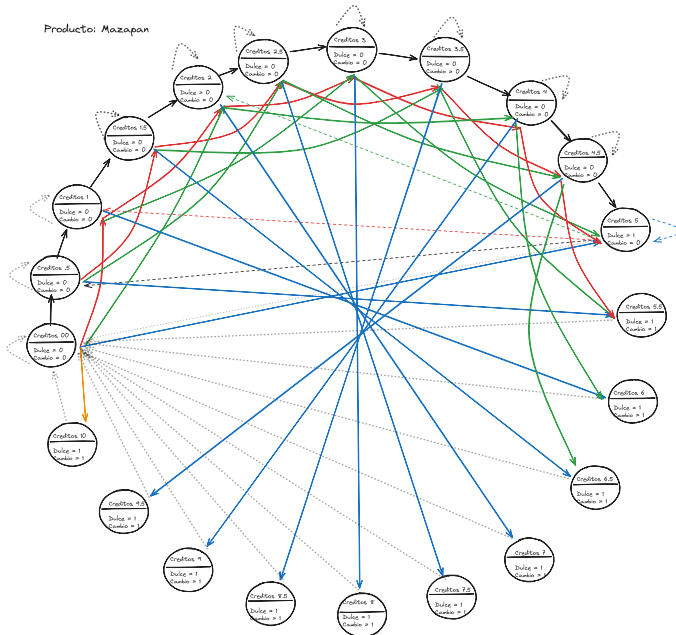 Producto: Mazapan
Creditos 3
Dulce = 0
Cambio = 0
Creditos 2.5
Dulce = 0
Cambio = 0
Creditos 3.5
Dulce = 0
Cambio = 0
Creditos 2
Dulce = 0
Cambio = 0
Creditos 4
Dulce = 0
Cambio = 0
Creditos 1.5
Dulce = 0
Cambio = 0
Creditos 4.5
Dulce = 0
Cambio = 0
Creditos 1
Dulce = 0
Cambio = 0
Creditos 5
Dulce = 1
Cambio = 0
Creditos .5
Dulce = 0
Cambio = 0
Creditos 5.5
Dulce = 1
Cambio = 1
Creditos 00
Dulce = 0
Cambio = 0
Creditos 6
Dulce = 1
Cambio = 1
Creditos 10
Dulce = 1
Cambio = 1
Creditos 6.5
Dulce = 1
Cambio = 1
Creditos 9.5
Dulce = 1
Cambio = 1
Creditos 7
Dulce = 1
Cambio = 1
Creditos 9
Dulce = 1
Cambio = 1
Creditos 7.5
Dulce = 1
Cambio = 1
Creditos 8.5
Dulce = 1
Cambio = 1
Creditos 8
Dulce = 1
Cambio = 1